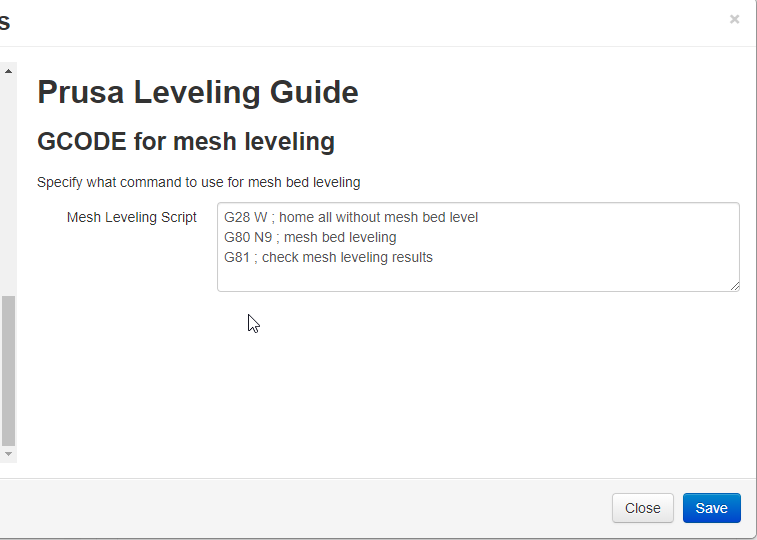 s
×
Prusa Leveling Guide
GCODE for mesh leveling
Specify what command to use for mesh bed leveling
Mesh Leveling Script
G28 W ; home all without mesh bed level
G80 N9 ; mesh bed leveling
G81 ; check mesh leveling results
Close
Save